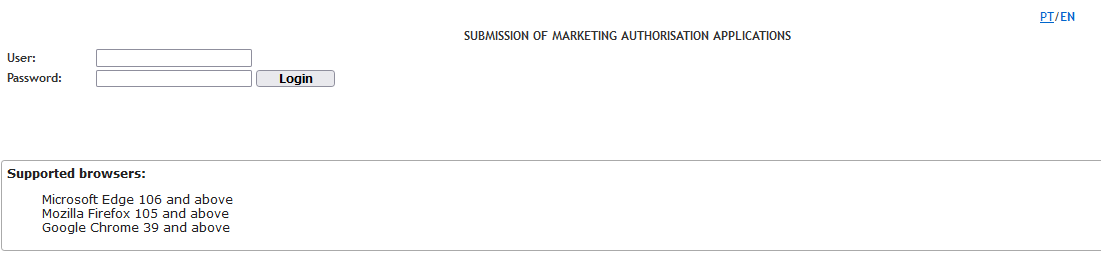 PT/EN
SUBMISSION OF MARKETING AUTHORISATION APPLICATIONS
User:
Password: Login
Supported browsers:
Microsoft Edge 106 and above
Mozilla Firefox 105 and above
Google Chrome 39 and above